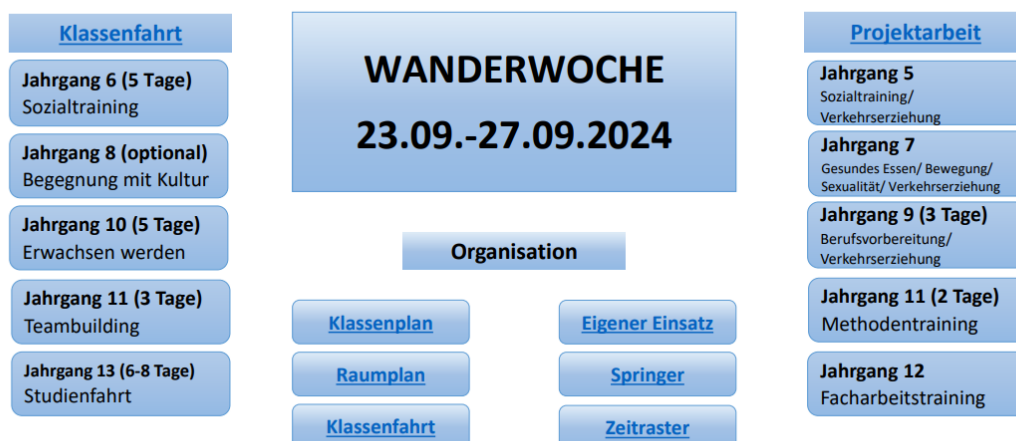 Klassenfahrt
Jahrgang 6 (5 Tage)
Sozialtraining
Jahrgang 8 (optional)
Begegnung mit Kultur
Jahrgang 10 (5 Tage)
Erwachsen werden
Jahrgang 11 (3 Tage)
Teambuilding
Jahrgang 13 (6-8 Tage)
Studienfahrt
WANDERWOCHE
23.09.-27.09.2024
Organisation
Klassenplan
Raumplan
Klassenfahrt
Eigener Einsatz
Springer
Zeitraster
Projektarbeit
Jahrgang 5
Sozialtraining/
Verkehrserziehung
Jahrgang 7
Gesundes Essen/ Bewegung/
Sexualität/ Verkehrserziehung
Jahrgang 9 (3 Tage)
Berufsvorbereitung/
Verkehrserziehung
Jahrgang 11 (2 Tage)
Methodentraining
Jahrgang 12
Facharbeitstraining